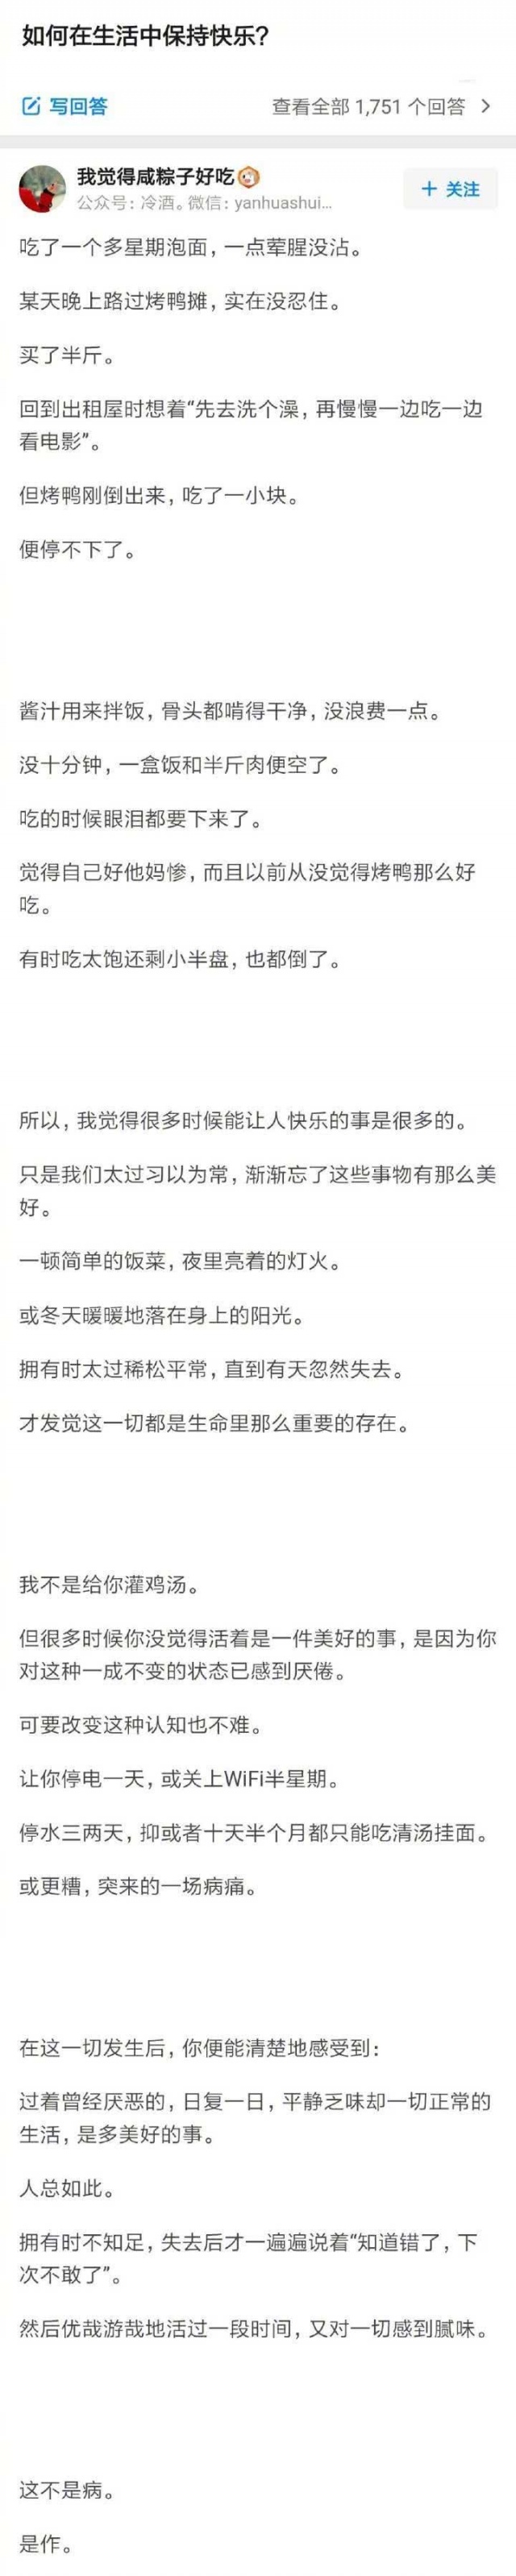 如何在生活中保持快乐?
写回答
查看全部 1,751 个回答
我觉得咸粽子好吃
公众号：冷酒。微信：yanhuashui...
+ 关注
吃了一个多星期泡面，一点荤腥没沾。
某天晚上路过烤鸭摊，实在没忍住。
买了半斤。
回到出租屋时想着“先去洗个澡，再慢慢一边吃一边
看电影”。
但烤鸭刚倒出来，吃了一小块。
便停不下了。
酱汁用来拌饭，骨头都啃得干净，没浪费一点。
没十分钟，一盒饭和半斤肉便空了。
吃的时候眼泪都要下来了。
觉得自己好他妈惨，而且以前从没觉得烤鸭那么好
吃。
有时吃太饱还剩小半盘，也都倒了。
所以，我觉得很多时候能让人快乐的事是很多的。
只是我们太过习以为常，渐渐忘了这些事物有那么美
好。
一顿简单的饭菜，夜里亮着的灯火。
或冬天暖暖地落在身上的阳光。
拥有时太过稀松平常，直到有天忽然失去。
才发觉这一切都是生命里那么重要的存在。
我不是给你灌鸡汤。
但很多时候你没觉得活着是一件美好的事，是因为你
对这种一成不变的状态已感到厌倦。
可要改变这种认知也不难。
让你停电一天，或关上WiFi半星期。
停水三两天，抑或者十天半个月都只能吃清汤挂面。
或更糟，突来的一场病痛。
在这一切发生后，你便能清楚地感受到：
过着曾经厌恶的，日复一日，平静乏味却一切正常的
生活，是多美好的事。
人总如此。
拥有时不知足，失去后才一遍遍说着“知道错了，下
次不敢了”。
然后优哉游哉地活过一段时间，又对一切感到腻味。
这不是病。
是作。